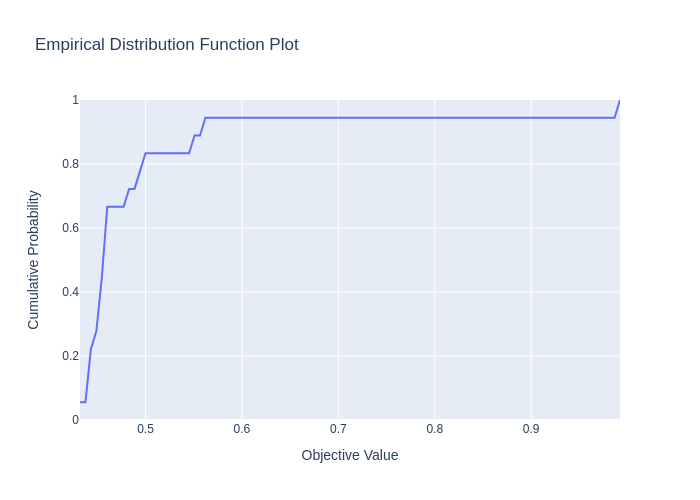 Empirical Distribution Function Plot
Cumulative Probability
1
0.8
0.6
0.4
0.2
0
0.5 0.6 0.7 0.8 0.9
Objective Value